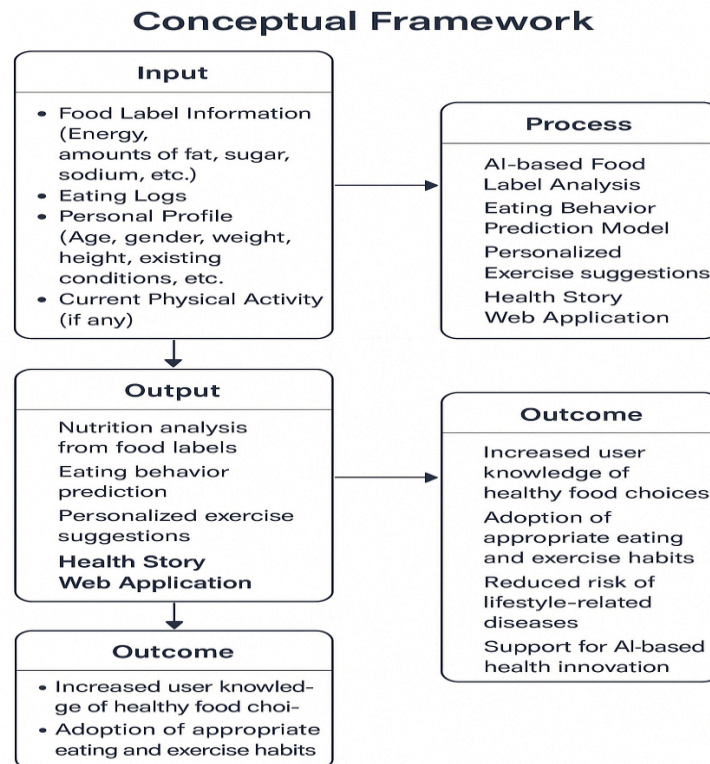 Conceptual Framework
Input
• Food Label Information
(Energy,
amounts of fat, sugar,
sodium, etc.)
• Eating Logs
• Personal Profile
(Age, gender, weight,
height, existing
conditions, etc.
• Current Physical Activity
(if any)
Process
AI-based Food
Label Analysis
Eating Behavior
Prediction Model
Personalized
Exercise suggestions
Health Story
Web Application
Output
Nutrition analysis
from food labels
Eating behavior
prediction
Personalized exercise
suggestions
Health Story
Web Application
Outcome
Increased user
knowledge of
healthy food choices
Adoption of
appropriate eating
and exercise habits
Reduced risk of
lifestyle-related
diseases
Support for AI-based
health innovation
Outcome
• Increased user knowled-
ge of healthy food choi-
• Adoption of appropriate
eating and exercise habits